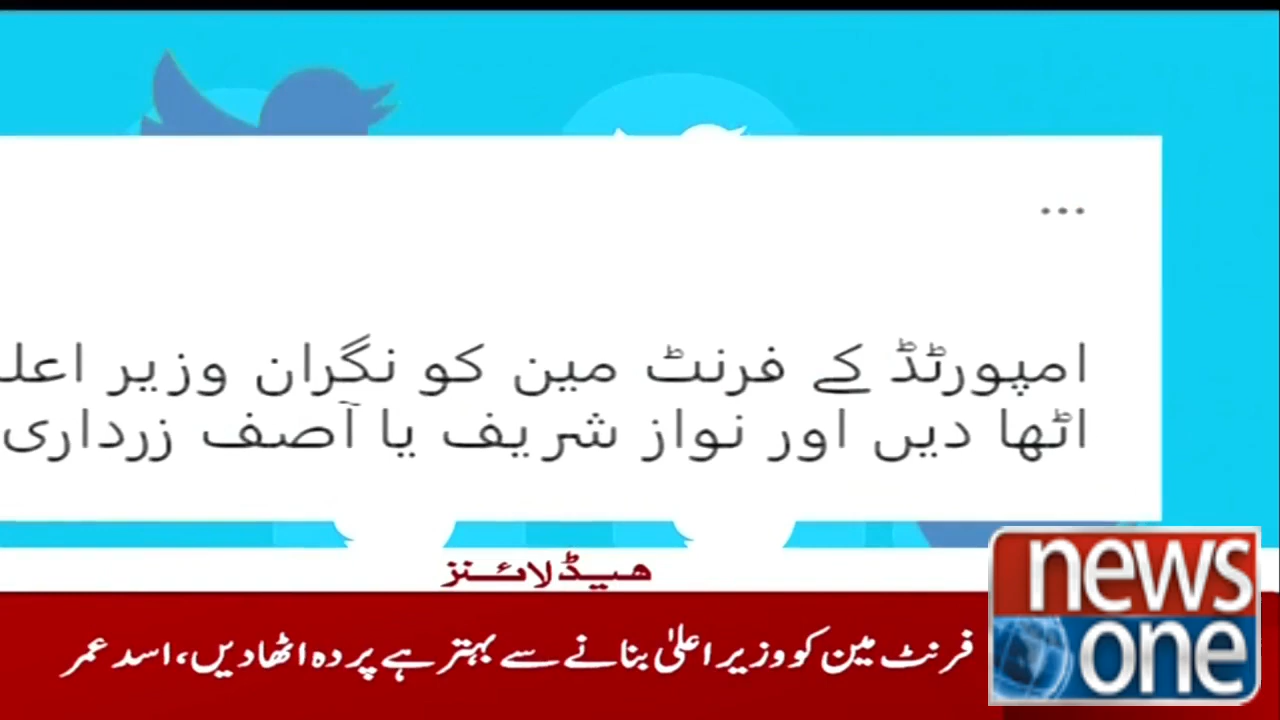 ...
امپورٹڈ کے فرنٹ مین کو نگران وزیر
اٹھا دیں اور نواز شریف یا آصف زرداری
ھیڈلائنز
فرنٹ مین کو وزیر اعلیٰ بنانے سے بہتر ہے پردہ اٹھا دیں، اسد عمر
news
one